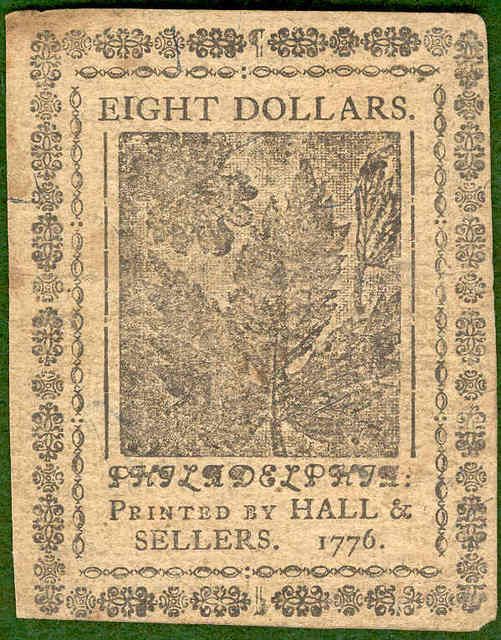 EIGHT DOLLARS.
PHILADELPHIA:
PRINTED BY HALL &
SELLERS. 1776.